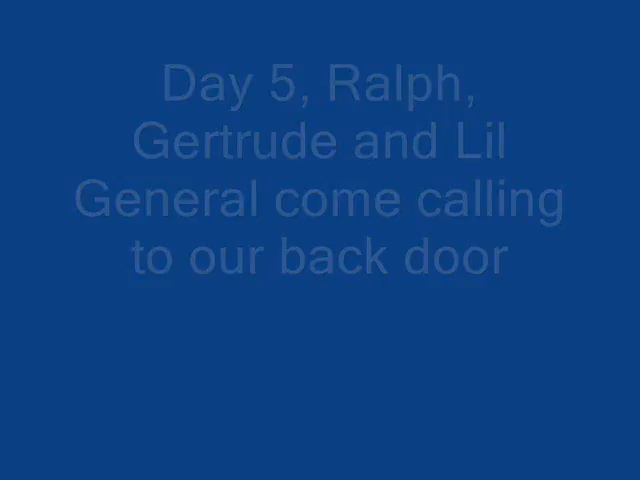 Day 5, Ralph,
Gertrude and Lil
General come calling
to our back door